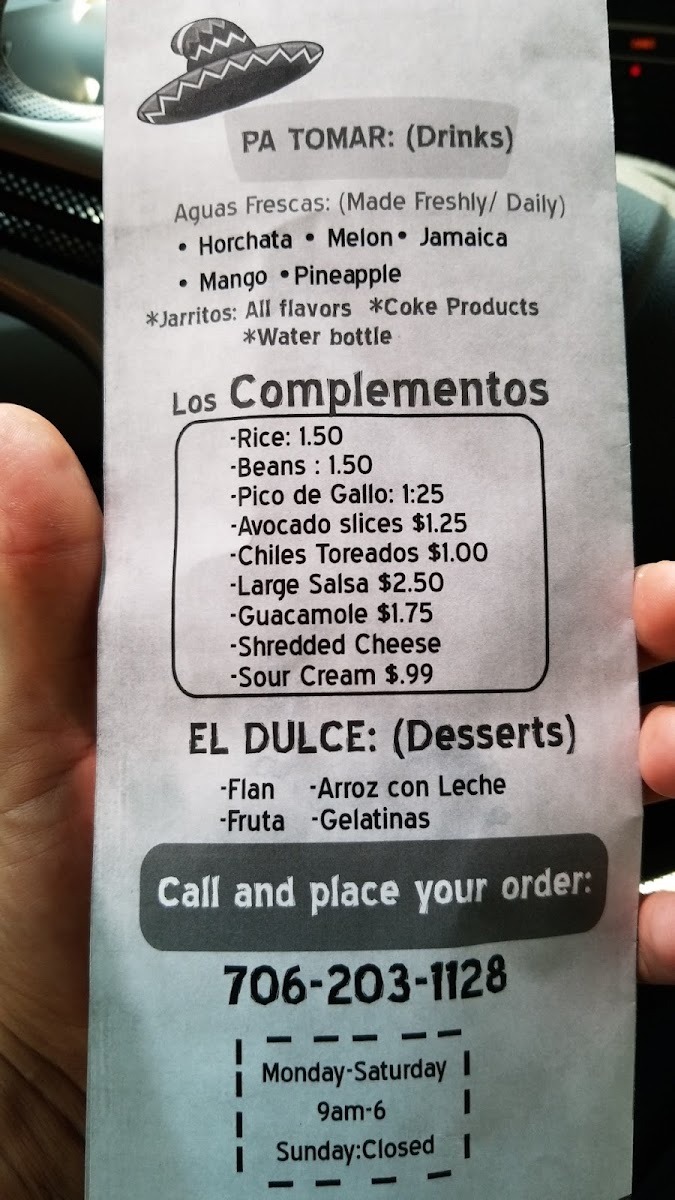 PA TOMAR: (Drinks)
Aguas Frescas: (Made Freshly/ Daily)
• Horchata • Melon • Jamaica
• Mango • Pineapple
*Jarritos: All flavors *Coke Products
*Water bottle
Los Complementos
-Rice: 1.50
-Beans : 1.50
-Pico de Gallo: 1:25
-Avocado slices $1.25
-Chiles Toreados $1.00
-Large Salsa $2.50
-Guacamole $1.75
-Shredded Cheese
-Sour Cream $.99
EL DULCE: (Desserts)
-Flan -Arroz con Leche
-Fruta -Gelatinas
Call and place your order:
706-203-1128
Monday-Saturday
9am-6
Sunday:Closed